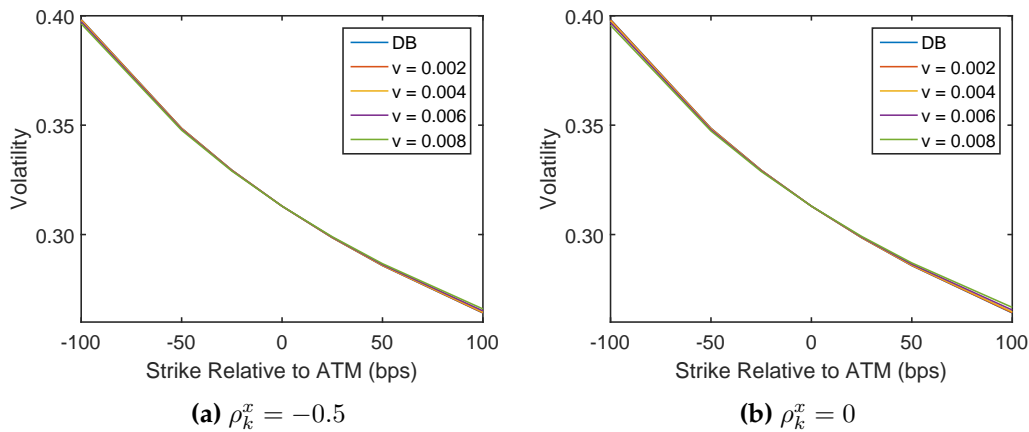 0.40
0.35
0.30
Volatility
-100 -50 0 50 100
Strike Relative to ATM (bps)
DB
v = 0.002
v = 0.004
v = 0.006
v = 0.008
(a) ρ_k^x = −0.5
0.40
0.35
0.30
Volatility
-100 -50 0 50 100
Strike Relative to ATM (bps)
DB
v = 0.002
v = 0.004
v = 0.006
v = 0.008
(b) ρ_k^x = 0